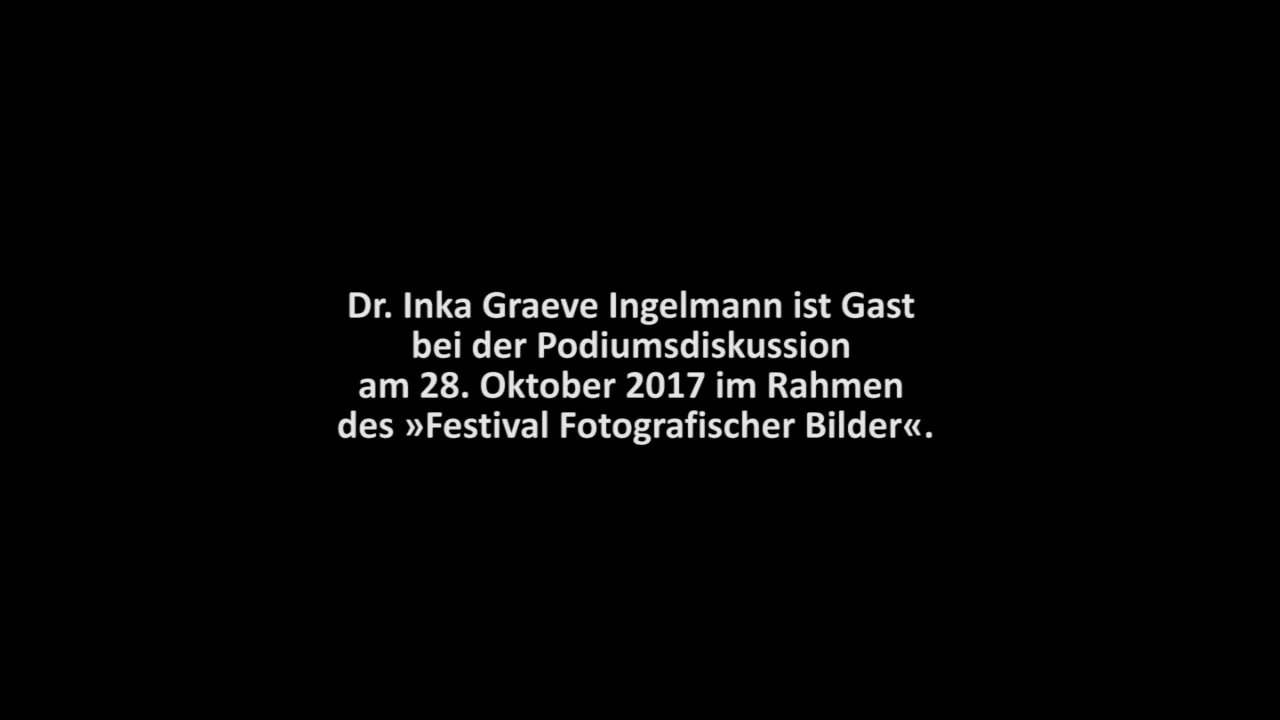 Dr. Inka Graeve Ingelmann ist Gast
bei der Podiumsdiskussion
am 28. Oktober 2017 im Rahmen
des »Festival Fotografischer Bilder«.